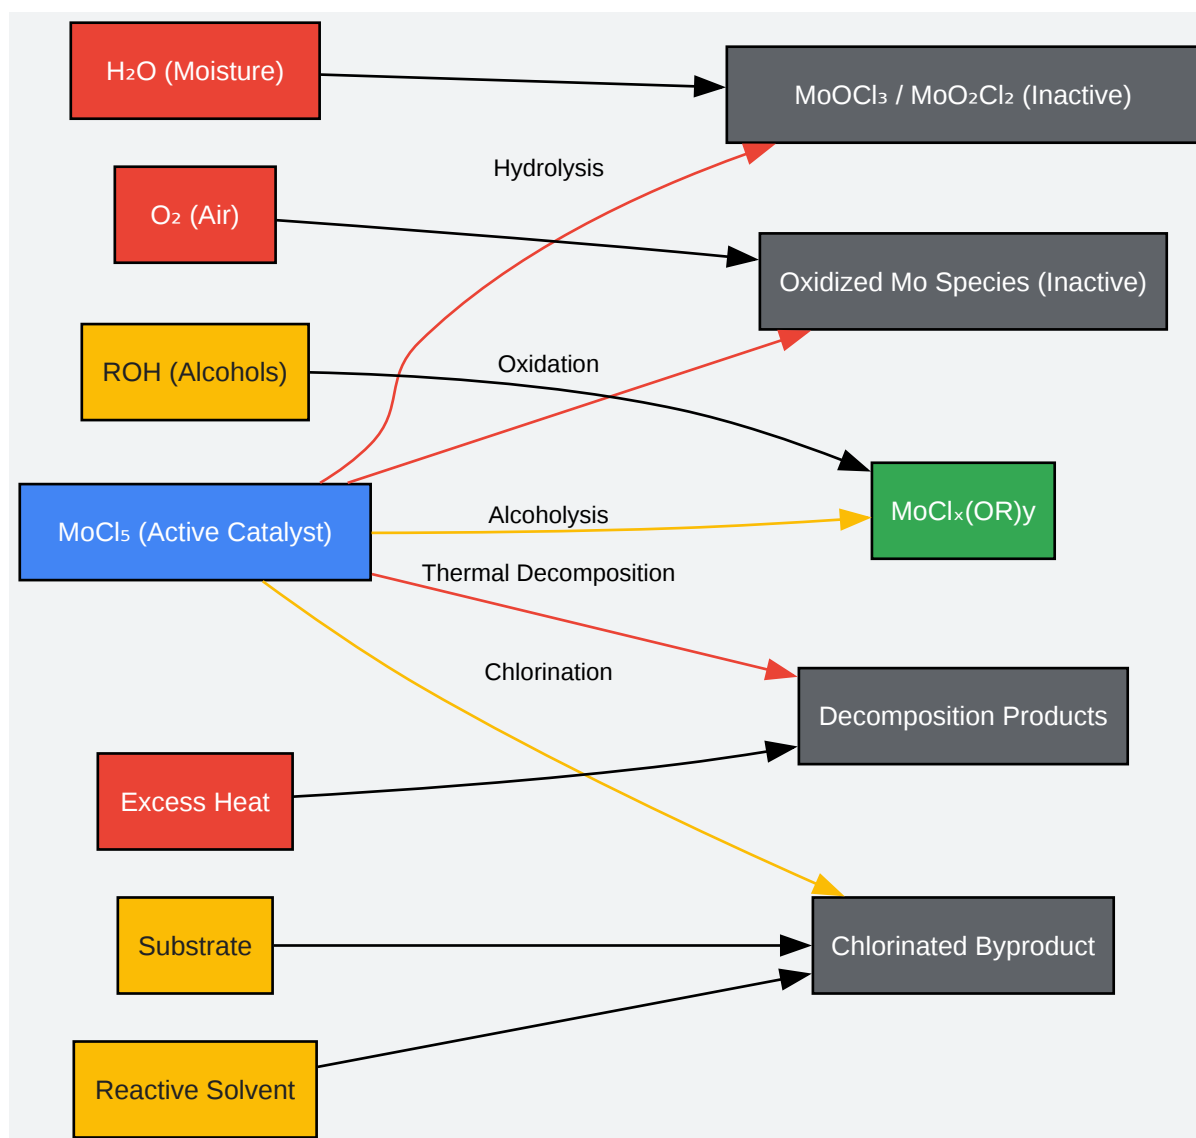 H₂O (Moisture)
MoOCl₃ / MoO₂Cl₂ (Inactive)
Hydrolysis
O₂ (Air)
Oxidized Mo Species (Inactive)
ROH (Alcohols)
Oxidation
MoCl₅ (Active Catalyst)
Alcoholysis
MoClₓ(OR)y
Thermal Decomposition
Chlorination
Decomposition Products
Excess Heat
Substrate
Chlorinated Byproduct
Reactive Solvent